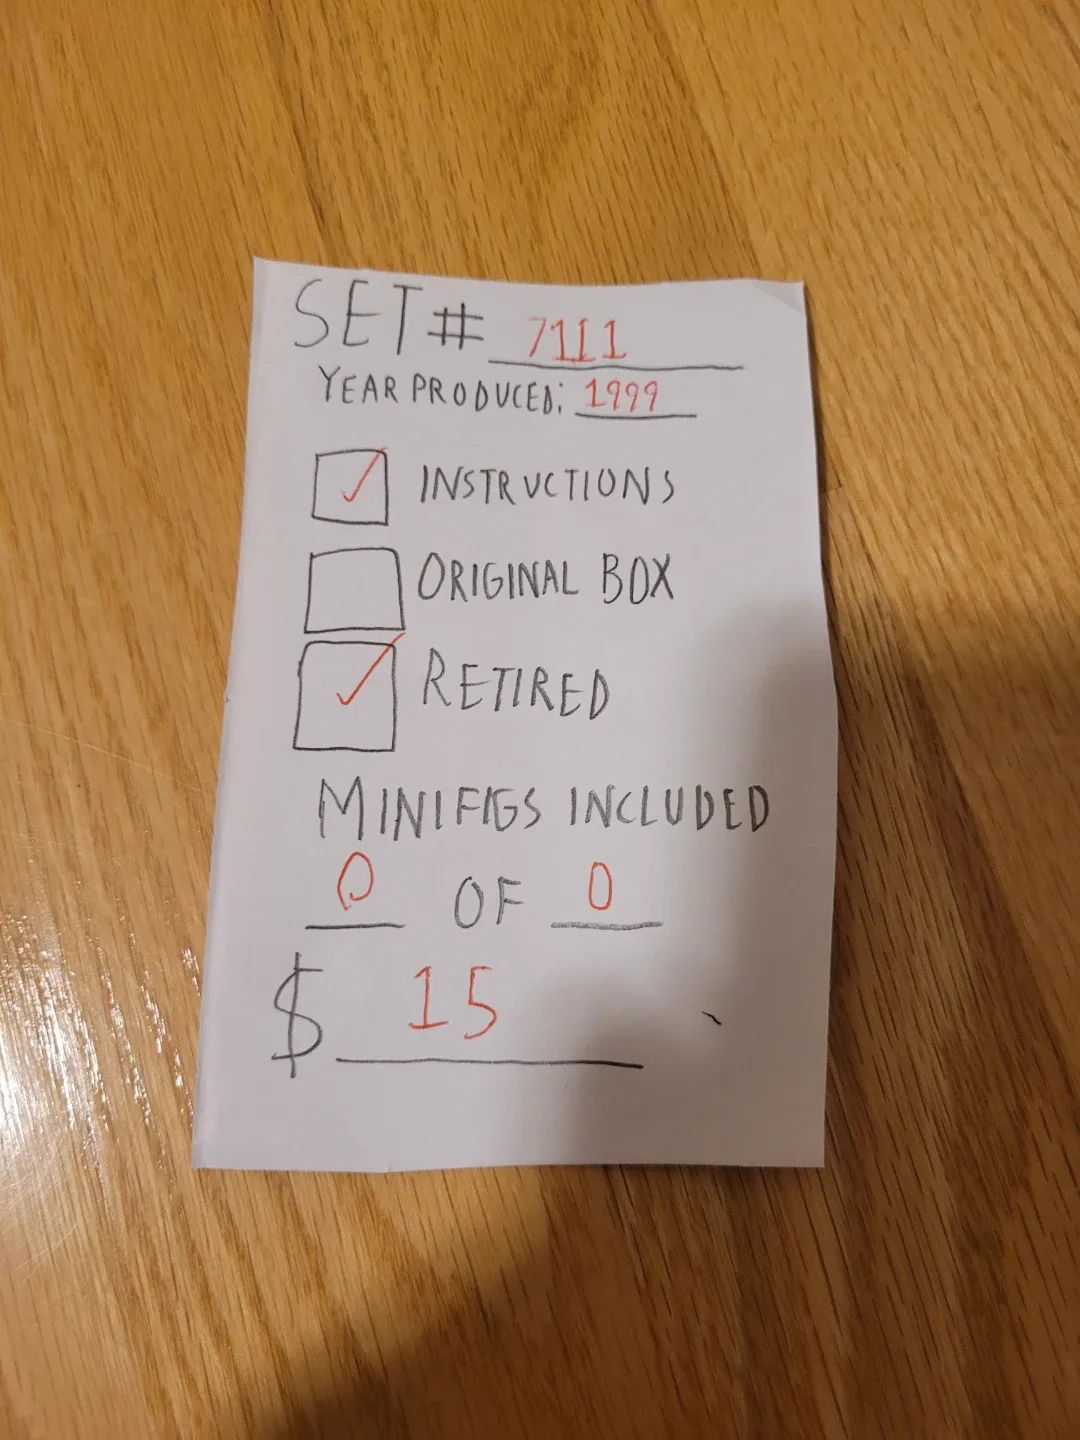 SET # 7111
YEAR PRODUCED: 1999
✓ INSTRUCTIONS
ORIGINAL BOX
✓ RETIRED
MINIFIGS INCLUDED
0 OF 0
$ 15